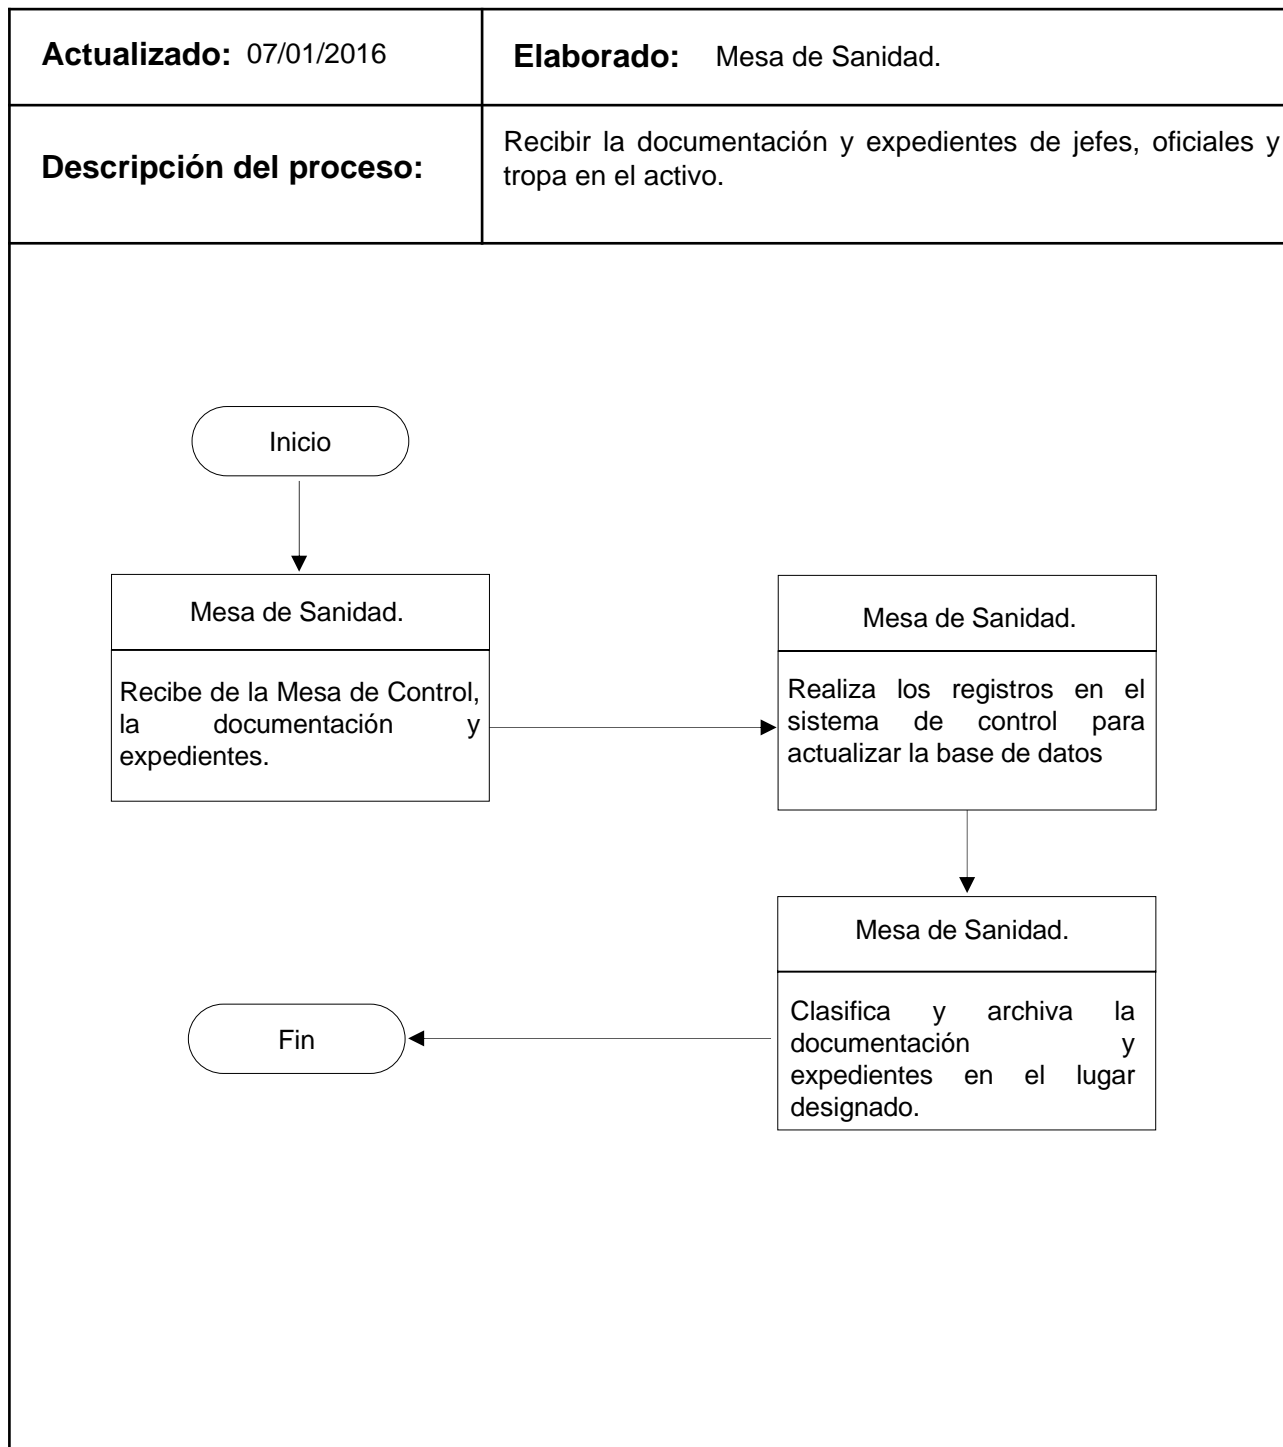 Actualizado: 07/01/2016
Elaborado: Mesa de Sanidad.
Descripción del proceso:
Recibir la documentación y expedientes de jefes, oficiales y
tropa en el activo.
Inicio
Mesa de Sanidad.
Recibe de la Mesa de Control,
la documentación y
expedientes.
Mesa de Sanidad.
Realiza los registros en el
sistema de control para
actualizar la base de datos
Mesa de Sanidad.
Clasifica y archiva la
documentación y
expedientes en el lugar
designado.
Fin